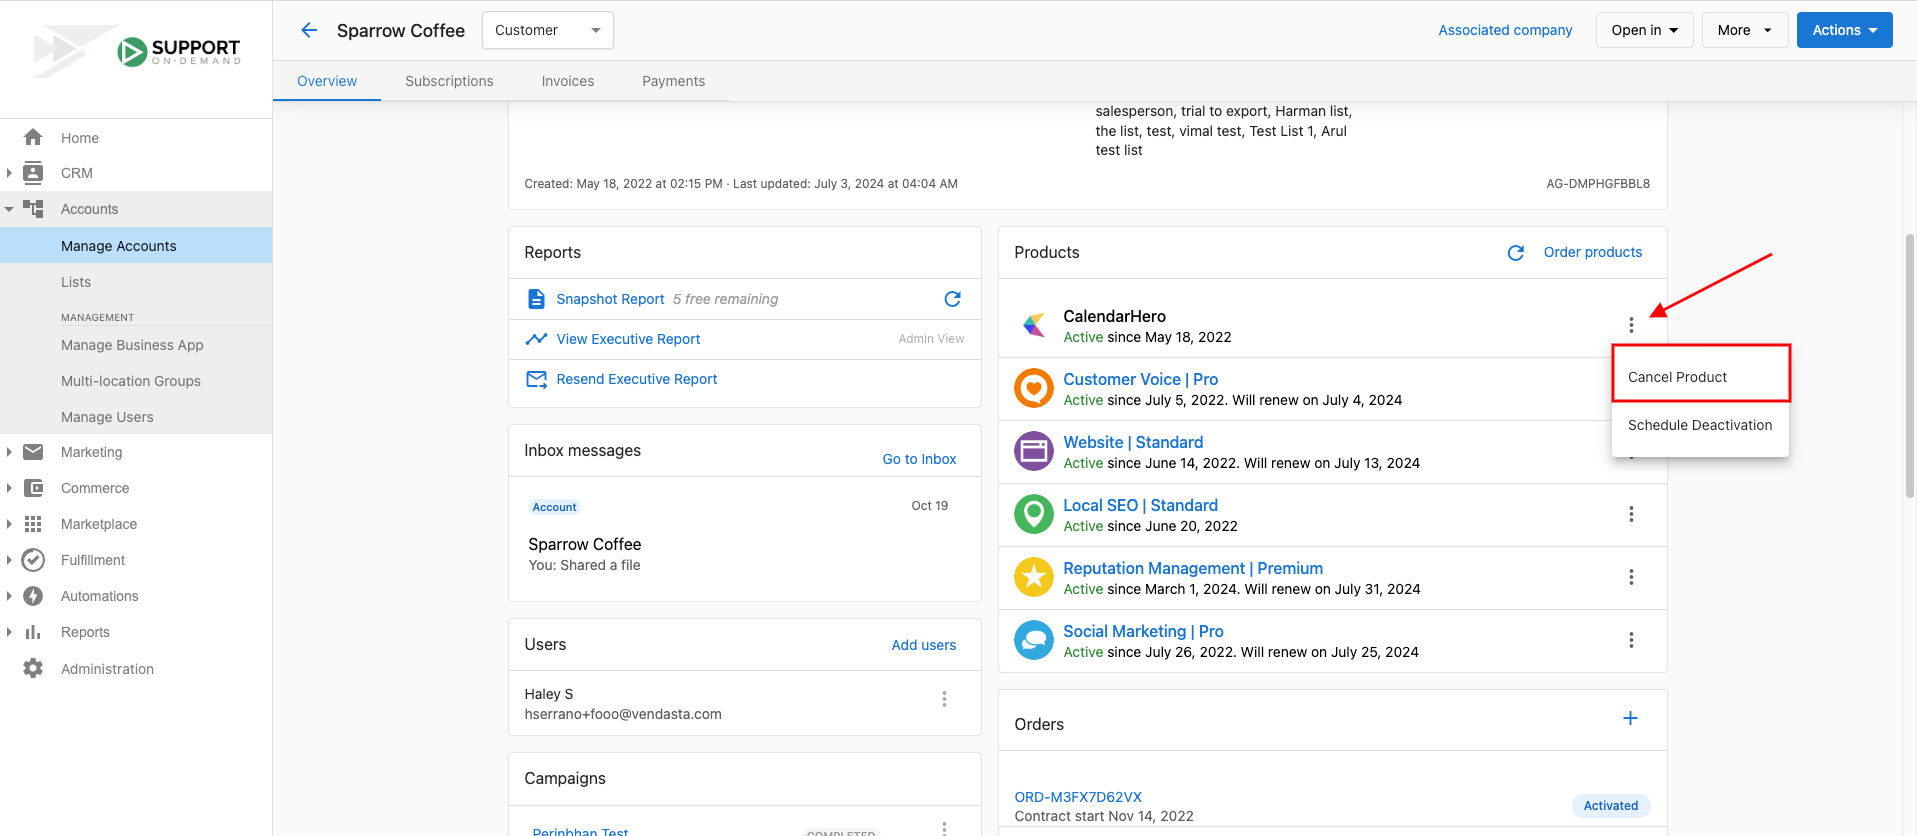 SUPPORT
ON-DEMAND
Home
CRM
Accounts
Manage Accounts
Lists
MANAGEMENT
Manage Business App
Multi-location Groups
Manage Users
Marketing
Commerce
Marketplace
Fulfillment
Automations
Reports
Administration
Sparrow Coffee
Customer
Associated company
Open in
More
Actions
Overview
Subscriptions
Invoices
Payments
salesperson, trial to export, Harman list,
the list, test, vimal test, Test List 1, Arul
test list
Created: May 18, 2022 at 02:15 PM · Last updated: July 3, 2024 at 04:04 AM
AG-DMPHGFBBL8
Reports
Snapshot Report 5 free remaining
View Executive Report
Admin View
Resend Executive Report
Inbox messages
Go to Inbox
Account
Oct 19
Sparrow Coffee
You: Shared a file
Users
Add users
Haley S
hserrano+fooo@vendasta.com
Campaigns
Perinbhan Test
COMPLETED
Products
Order products
CalendarHero
Active since May 18, 2022
Customer Voice | Pro
Active since July 5, 2022. Will renew on July 4, 2024
Website | Standard
Active since June 14, 2022. Will renew on July 13, 2024
Local SEO | Standard
Active since June 20, 2022
Reputation Management | Premium
Active since March 1, 2024. Will renew on July 31, 2024
Social Marketing | Pro
Active since July 26, 2022. Will renew on July 25, 2024
Cancel Product
Schedule Deactivation
Orders
ORD-M3FX7D62VX
Contract start Nov 14, 2022
Activated